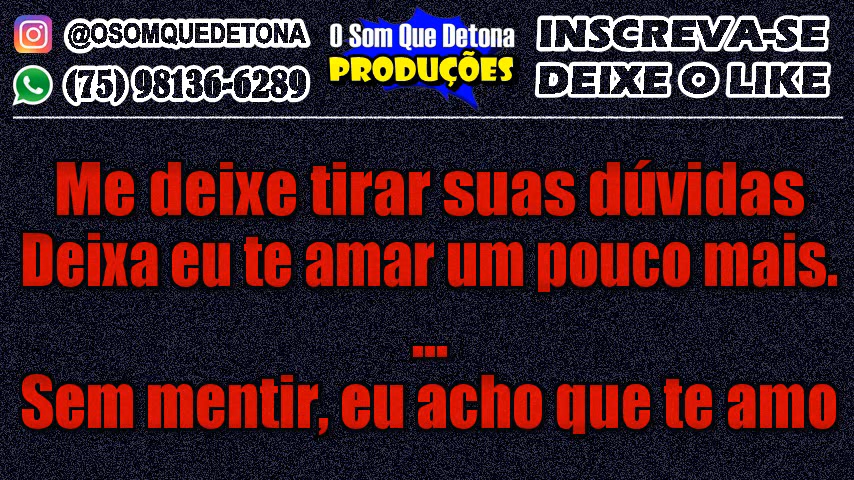 @OSOMQUEDETONA
(75) 98136-6289
O Som Que Detona
PRODUÇÕES
INSCREVA-SE
DEIXE O LIKE
Me deixe tirar suas dúvidas
Deixa eu te amar um pouco mais.
...
Sem mentir, eu acho que te amo